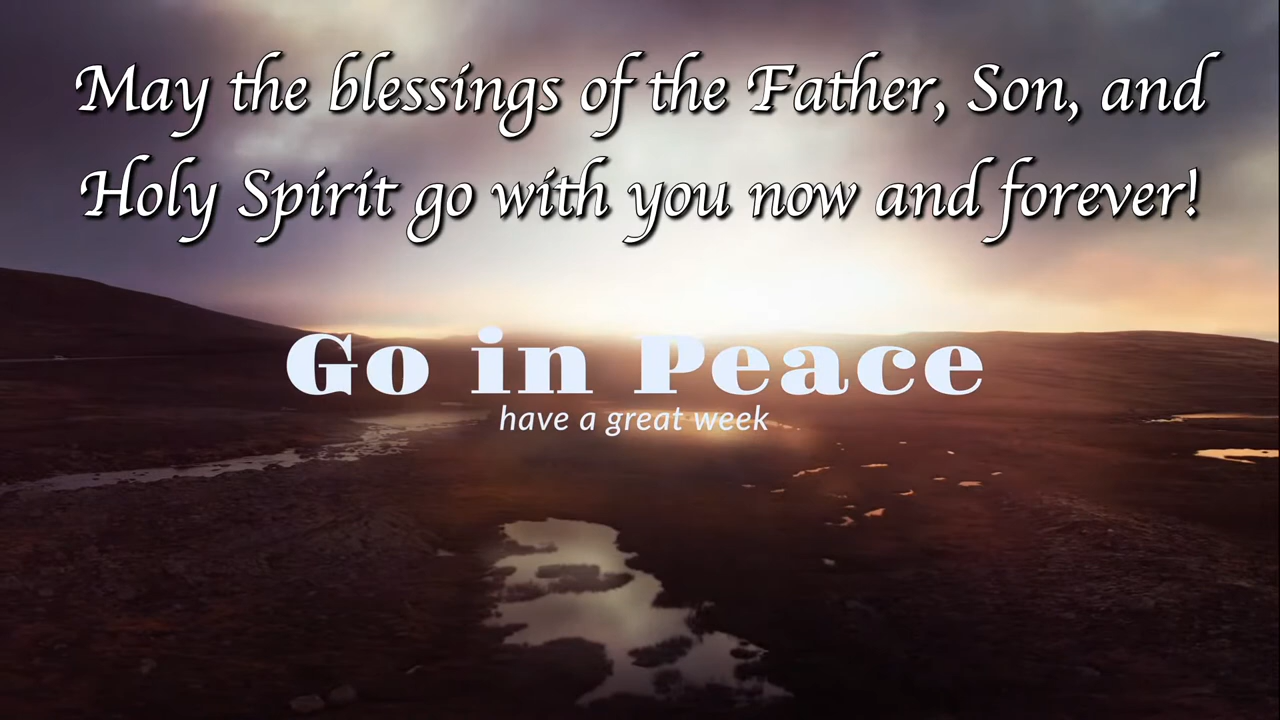 May the blessings of the Father, Son, and
Holy Spirit go with you now and forever!
Go in Peace
have a great week